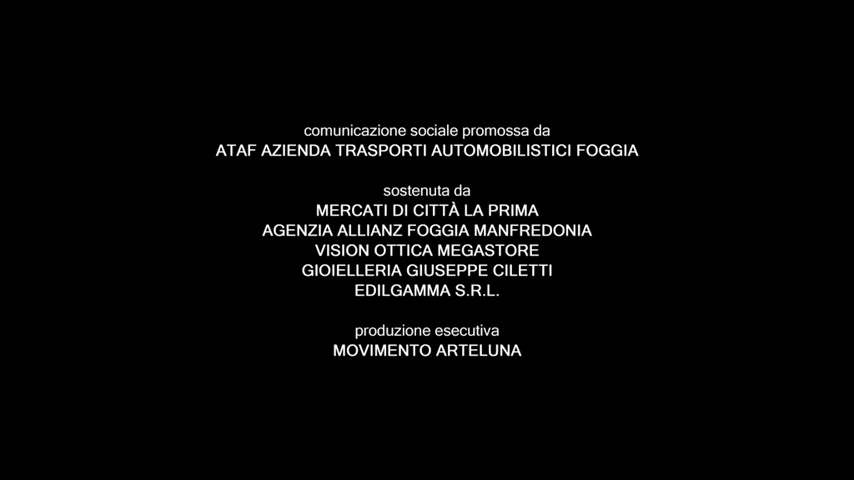 comunicazione sociale promossa da
ATAF AZIENDA TRASPORTI AUTOMOBILISTICI FOGGIA
sostenuta da
MERCATI DI CITTÀ LA PRIMA
AGENZIA ALLIANZ FOGGIA MANFREDONIA
VISION OTTICA MEGASTORE
GIOIELLERIA GIUSEPPE CILETTI
EDILGAMMA S.R.L.
produzione esecutiva
MOVIMENTO ARTELUNA